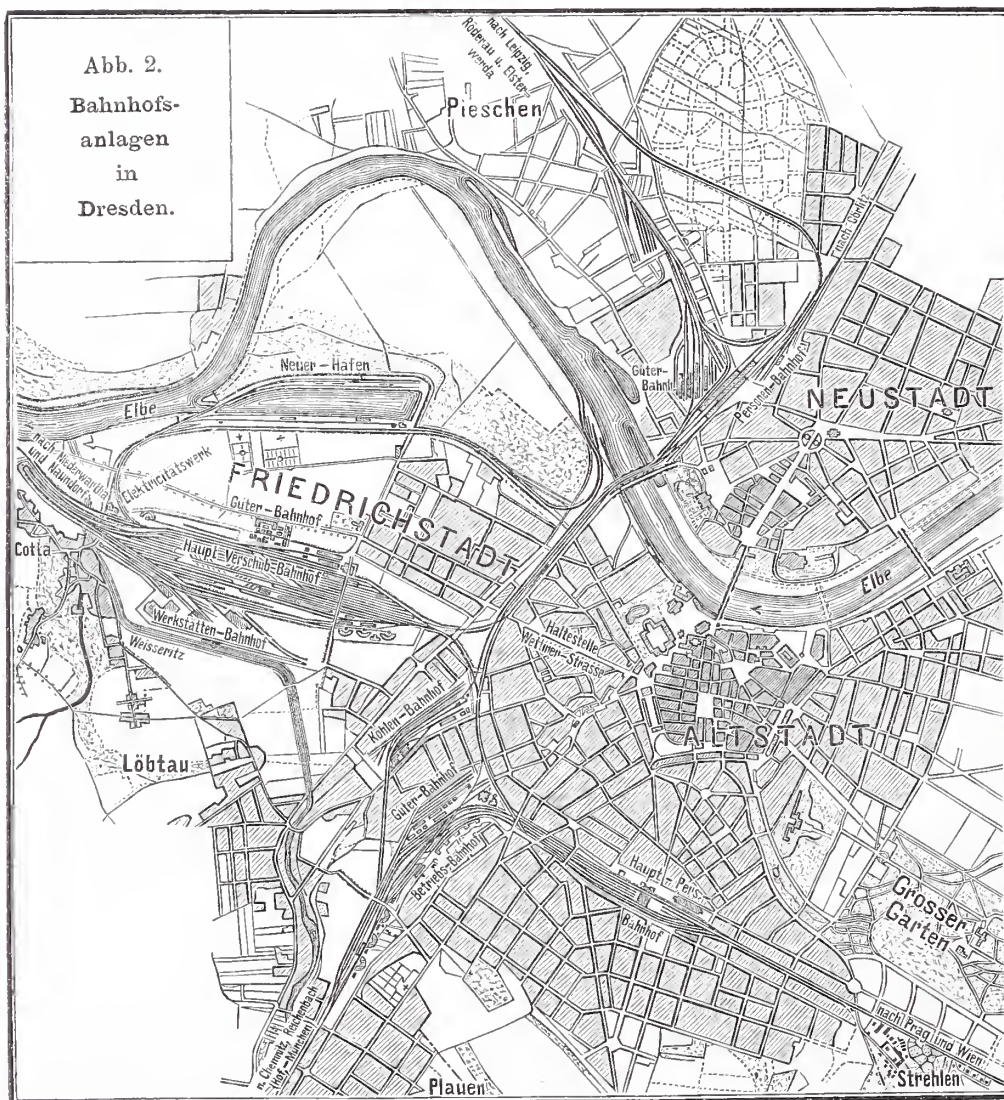 Abb. 2.
Bahnhofs-
anlagen
in
Dresden.
nach Leipzig,
Röderau u. Elster-
Werda
Pieschen
nach Görlitz
Neuer-Hafen
Elbe
Güter-
Bahnh.
Personen-Bahnhof
NEUSTADT
nach Niederwartha
und Naundorf
Elektricitätswerk
FRIEDRICHSTADT
Güter-Bahnhof
Cotta
Haupt-Verschub-Bahnhof
Elbe
Werkstätten-Bahnhof
Weisseritz
Haltestelle
Wettiner-Strasse
Kohlen-Bahnhof
ALTSTADT
Löbtau
Güter-Bahnhof
Betriebs-Bahnhof
Haupt- Pers.
Bahnhof
Grosser
Garten
n. Chemnitz, Reichenbach
(Hof-München)
nach Prag und Wien
Plauen
Strehlen